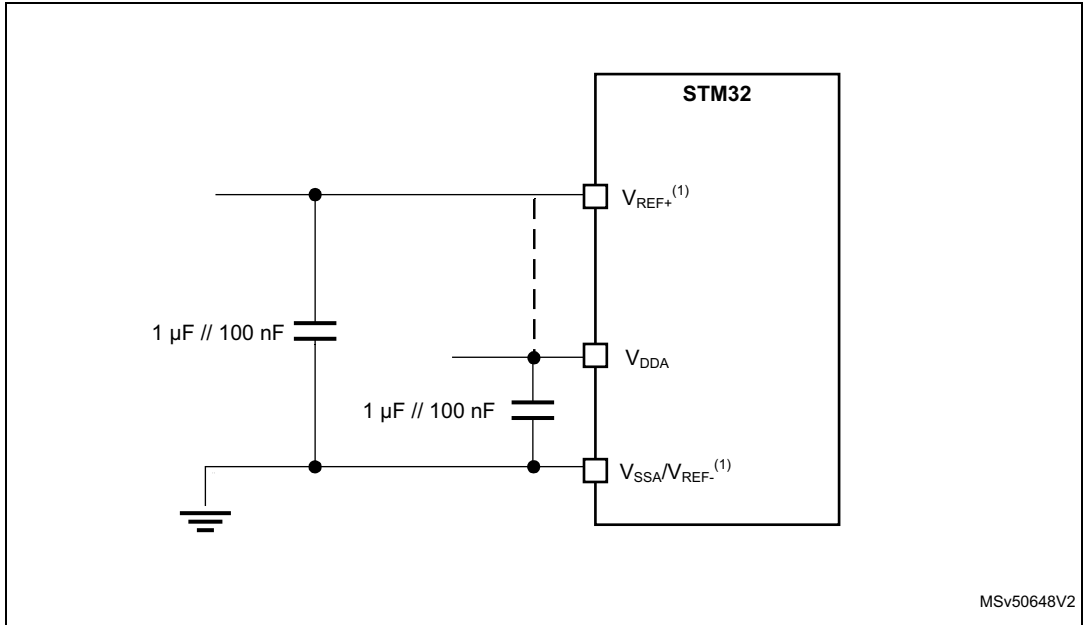 STM32
VREF+(1)
1 µF // 100 nF
VDDA
1 µF // 100 nF
VSSA/VREF-(1)
MSv50648V2